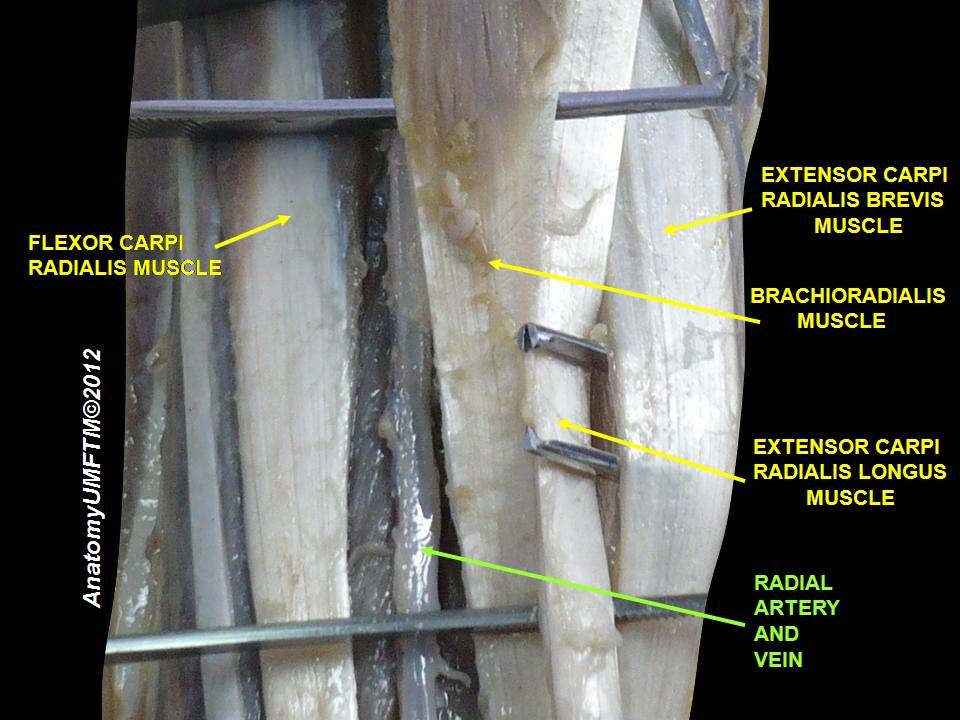 EXTENSOR CARPI
RADIALIS BREVIS
MUSCLE
FLEXOR CARPI
RADIALIS MUSCLE
BRACHIORADIALIS
MUSCLE
AnatomyUMFTM©2012
EXTENSOR CARPI
RADIALIS LONGUS
MUSCLE
RADIAL
ARTERY
AND
VEIN